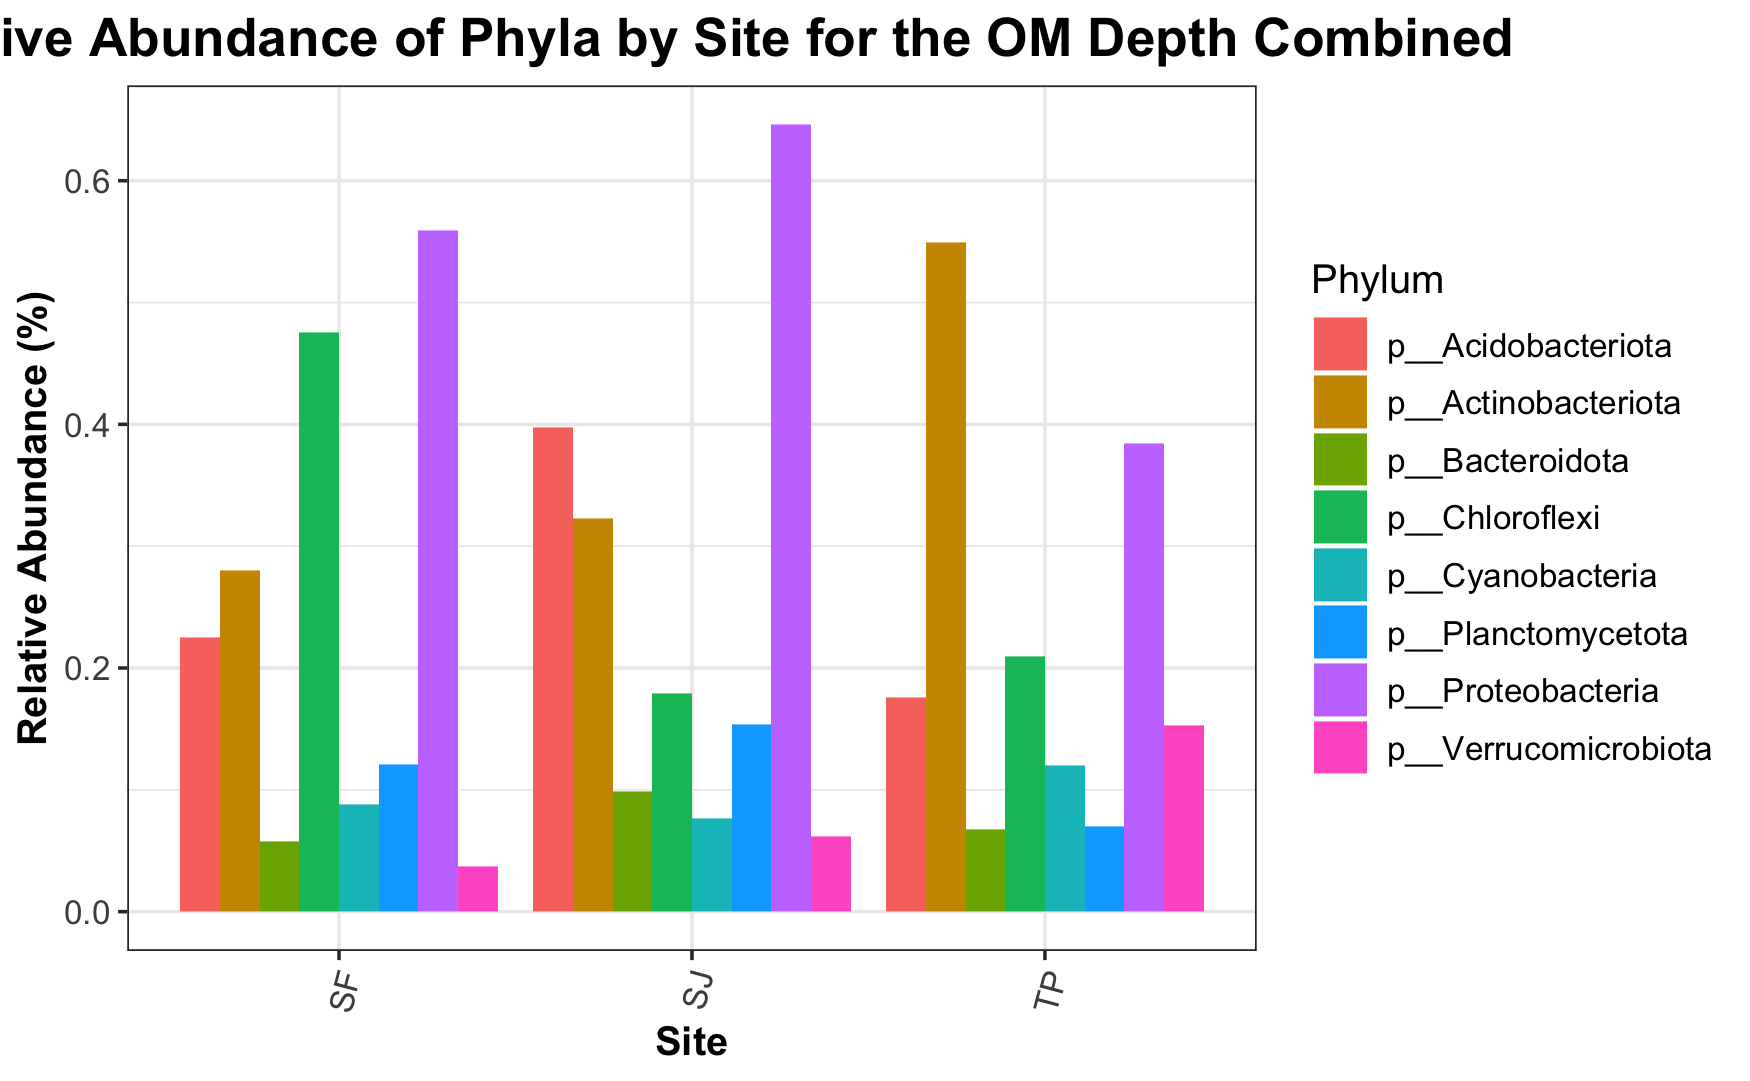 ive Abundance of Phyla by Site for the OM Depth Combined
Relative Abundance (%)
0.6
0.4
0.2
0.0
SF
SJ
TP
Site
Phylum
p__Acidobacteriota
p__Actinobacteriota
p__Bacteroidota
p__Chloroflexi
p__Cyanobacteria
p__Planctomycetota
p__Proteobacteria
p__Verrucomicrobiota